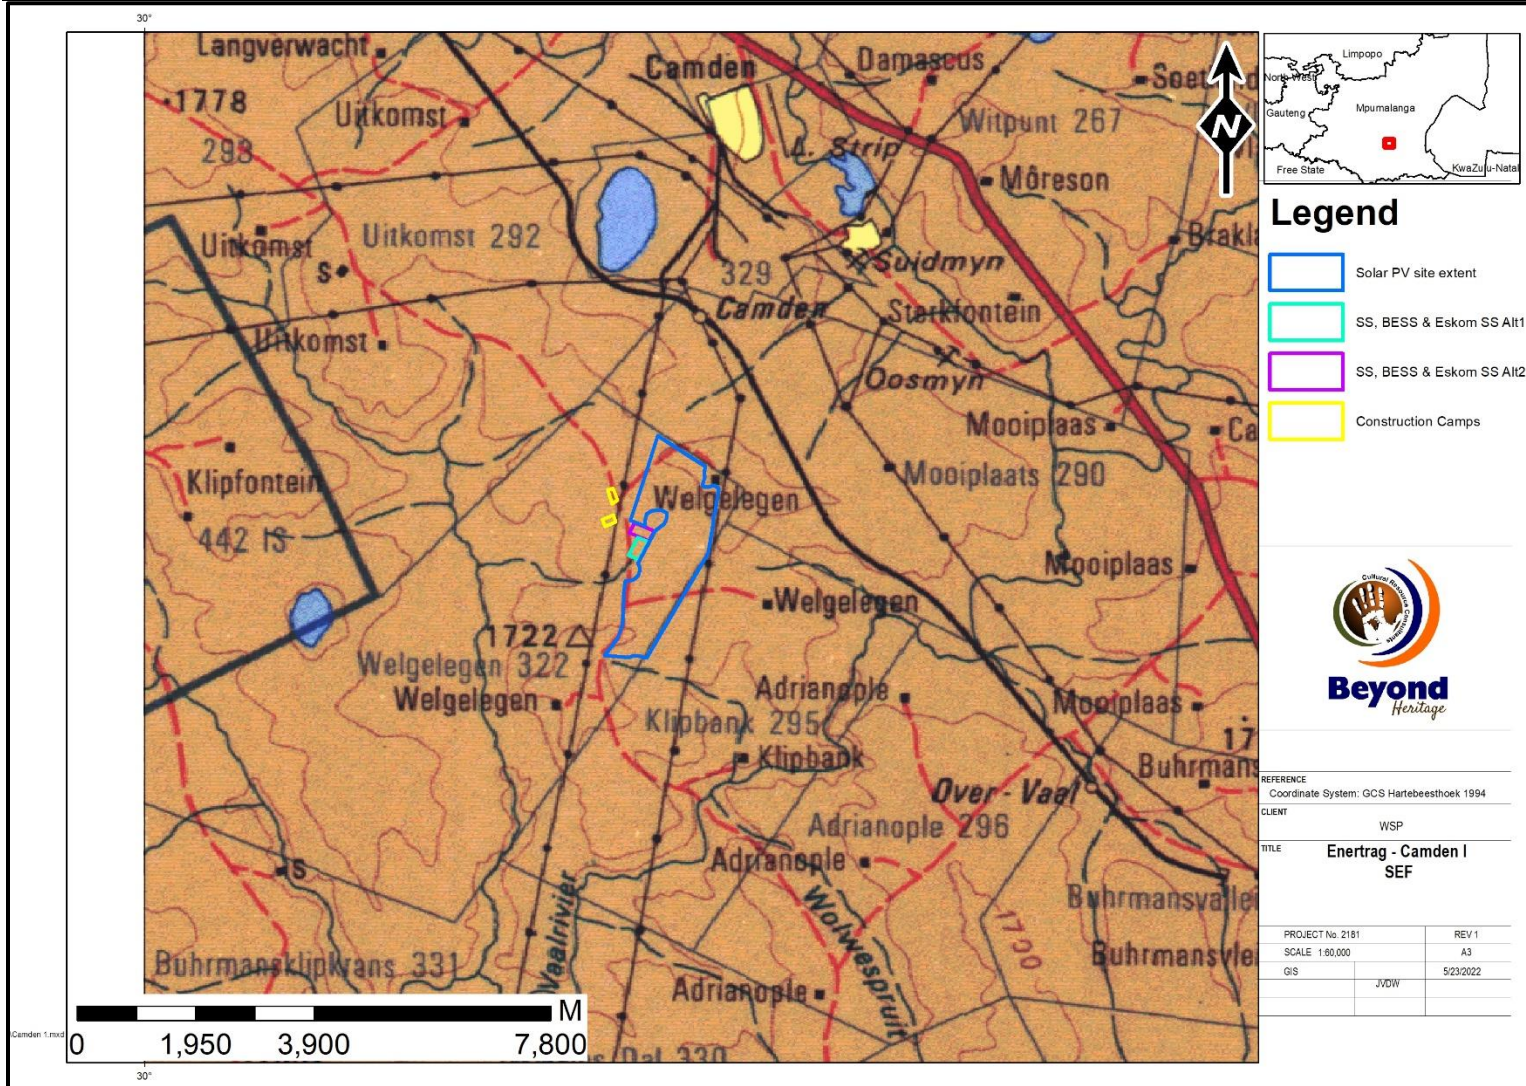 30°
Langverwacht
Camden
Damascus
1778
Uitkomst
Witpunt 267
293
A. Strip
Môreson
Uitkomst
Uitkomst 292
Brakla
S
329
Suidmyn
Camden
Sterkfontein
Uitkomst
Oosmyn
Mooiplaas
Ca
Klipfontein
Welgelegen
Mooiplaats 290
442 IS
Mooiplaas
Welgelegen
1722
Welgelegen 322
Welgelegen
Adrianople
Mooiplaas
Klipbank 295
Klipbank
Buhrmans
Over-Vaal
Adrianople 296
Adrianople
S
Buhrmansvallei
Vaalrivier
Wolwespruit
1700
Buhrmansklipkrans 331
Buhrmansvle
Adrianople
Dal 330
M
0 1,950 3,900 7,800
\Camden 1.mxd
30°
N
Limpopo
North West
Mpumalanga
Gauteng
Free State
KwaZulu-Natal
Legend
Solar PV site extent
SS, BESS & Eskom SS Alt1
SS, BESS & Eskom SS Alt2
Construction Camps
Cultural Resource Consultants
Beyond
Heritage
REFERENCE
Coordinate System: GCS Hartebeesthoek 1994
CLIENT
WSP
TITLE
Enertrag - Camden I
SEF
PROJECT No. 2181 REV 1
SCALE 1:60,000 A3
GIS 5/23/2022
JVDW